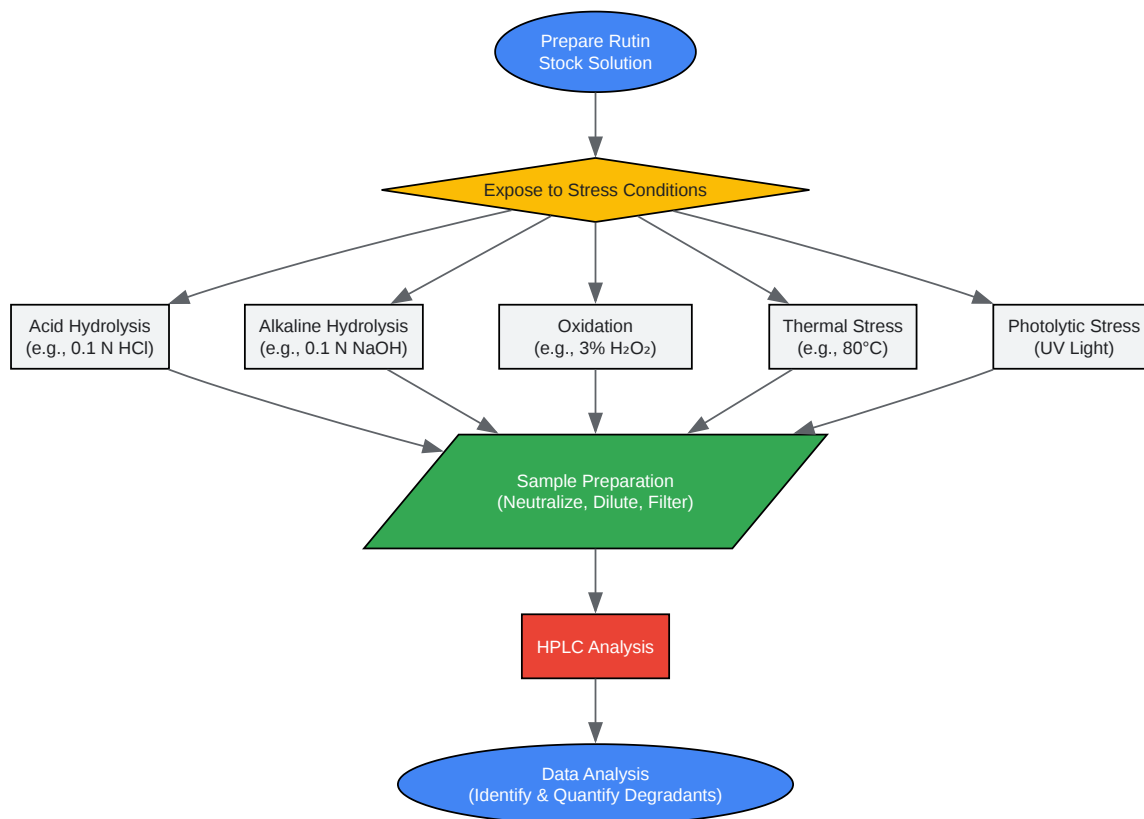 Prepare Rutin
Stock Solution
Expose to Stress Conditions
Acid Hydrolysis
(e.g., 0.1 N HCl)
Alkaline Hydrolysis
(e.g., 0.1 N NaOH)
Oxidation
(e.g., 3% H₂O₂)
Thermal Stress
(e.g., 80°C)
Photolytic Stress
(UV Light)
Sample Preparation
(Neutralize, Dilute, Filter)
HPLC Analysis
Data Analysis
(Identify & Quantify Degradants)